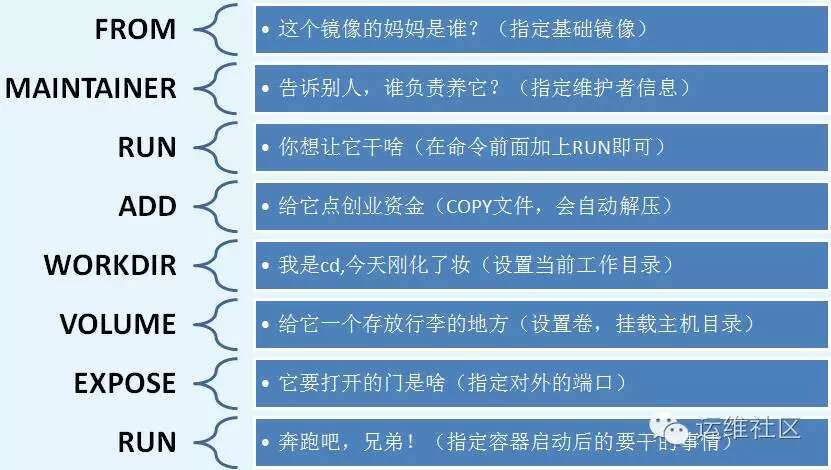 FROM
• 这个镜像的妈妈是谁？（指定基础镜像）
MAINTAINER
• 告诉别人，谁负责养它？（指定维护者信息）
RUN
• 你想让它干啥（在命令前面加上RUN即可）
ADD
• 给它点创业资金（COPY文件，会自动解压）
WORKDIR
• 我是cd,今天刚化了妆（设置当前工作目录）
VOLUME
• 给它一个存放行李的地方（设置卷，挂载主机目录）
EXPOSE
• 它要打开的门是啥（指定对外的端口）
RUN
• 奔跑吧，兄弟！（指定容器启动后的要干的事情）
运维社区